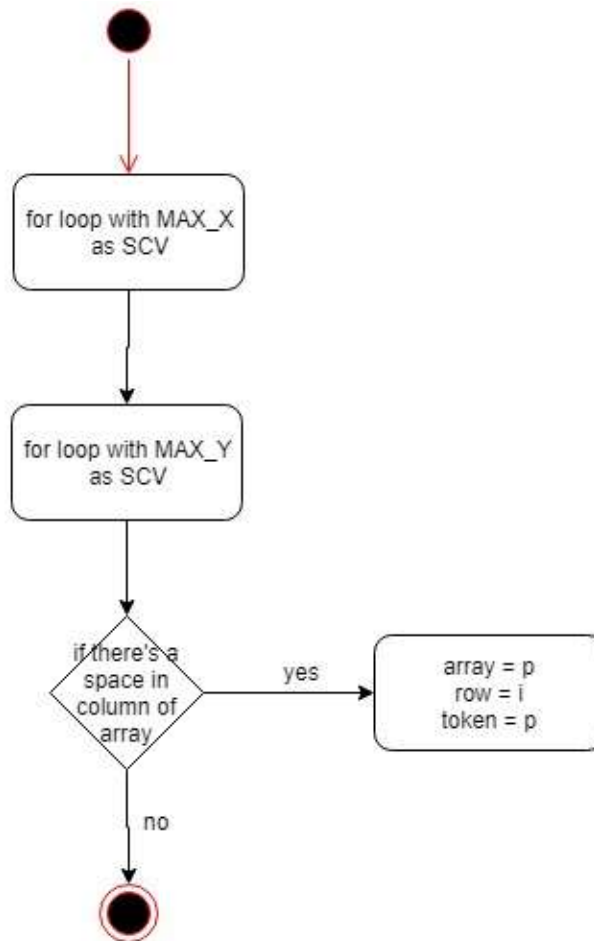 for loop with MAX_X
as SCV
for loop with MAX_Y
as SCV
if there's a
space in
column of
array
yes
array = p
row = i
token = p
no